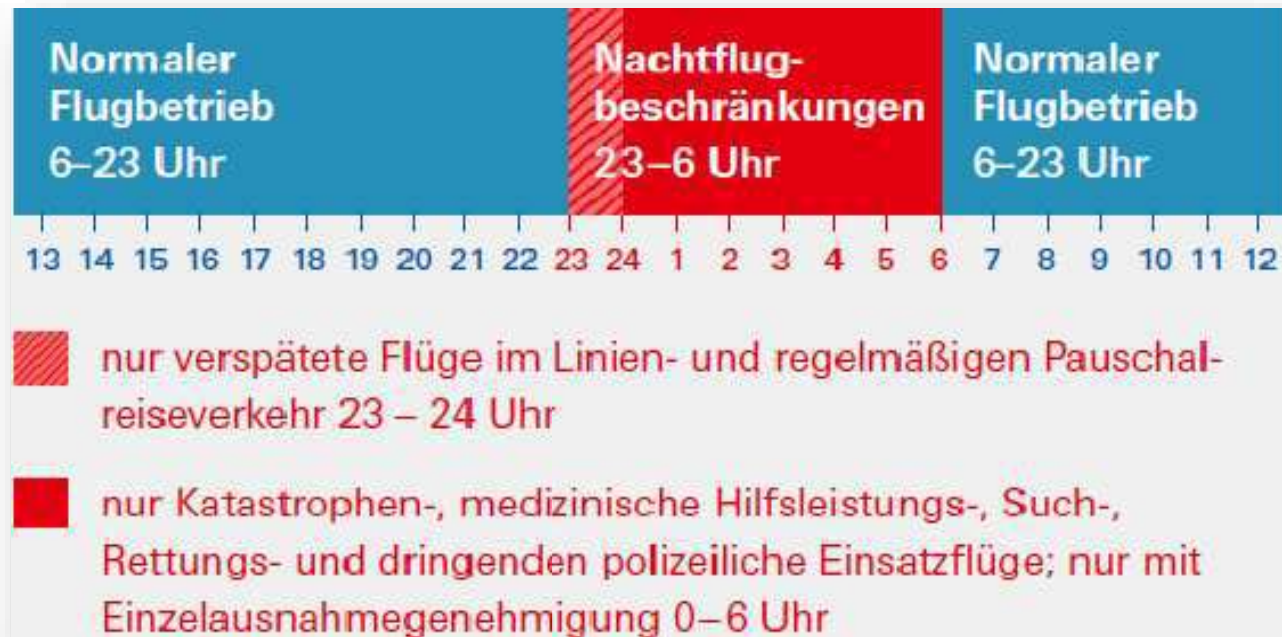 Normaler
Flugbetrieb
6–23 Uhr
Nachtflug-
beschränkungen
23–6 Uhr
Normaler
Flugbetrieb
6–23 Uhr
13 14 15 16 17 18 19 20 21 22 23 24 1 2 3 4 5 6 7 8 9 10 11 12
nur verspätete Flüge im Linien- und regelmäßigen Pauschal-
reiseverkehr 23 – 24 Uhr
nur Katastrophen-, medizinische Hilfsleistungs-, Such-,
Rettungs- und dringenden polizeiliche Einsatzflüge; nur mit
Einzelausnahmegenehmigung 0–6 Uhr